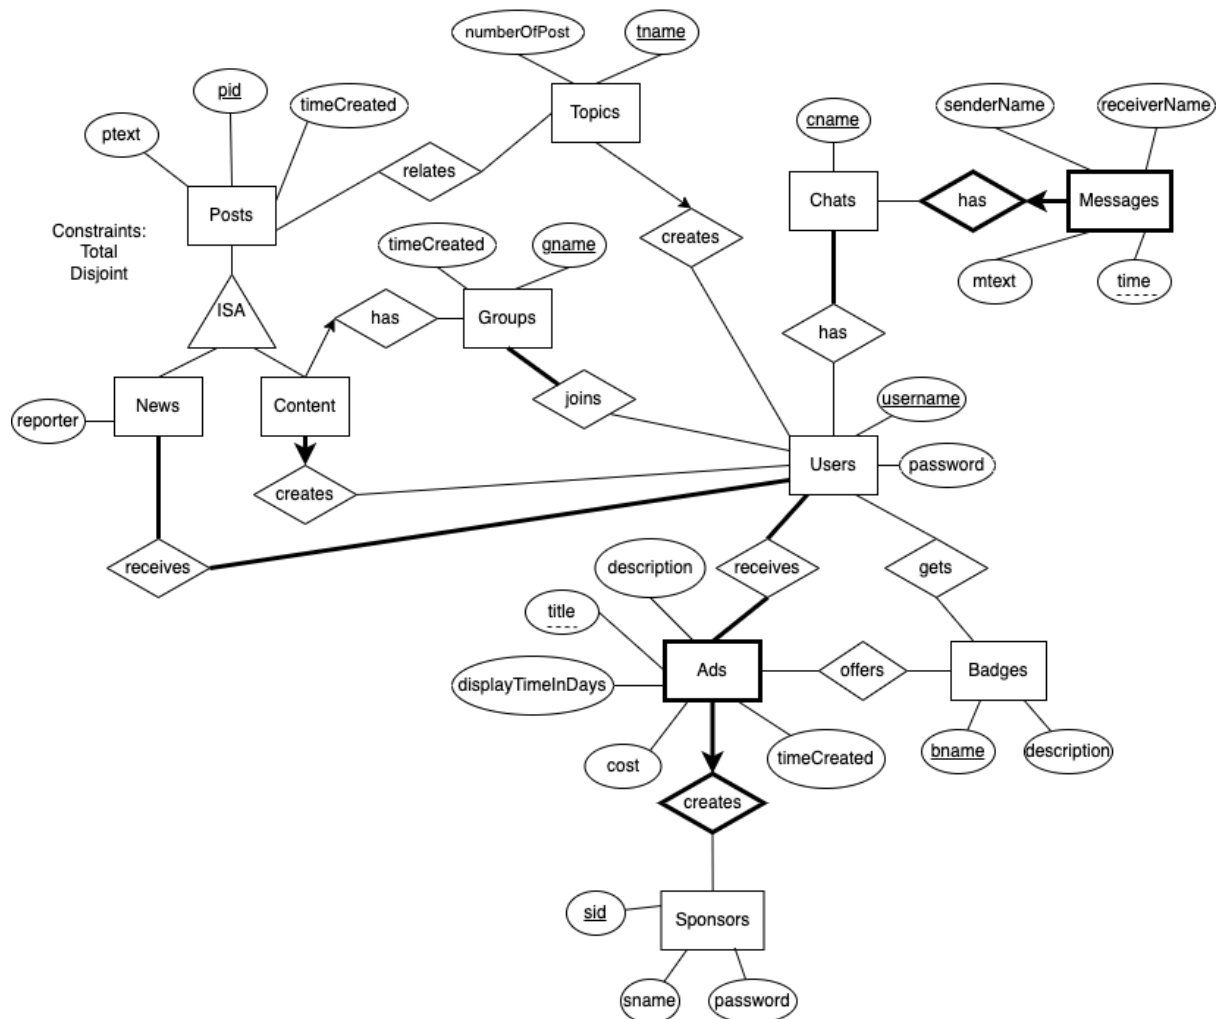 numberOfPost
tname
pid
timeCreated
Topics
cname
senderName
receiverName
ptext
relates
Posts
Chats
has
Messages
Constraints:
Total
Disjoint
timeCreated
gname
creates
mtext
time
ISA
has
Groups
has
News
Content
joins
username
reporter
Users
password
creates
receives
description
receives
gets
title
displayTimeInDays
Ads
offers
Badges
cost
timeCreated
bname
description
creates
sid
Sponsors
sname
password